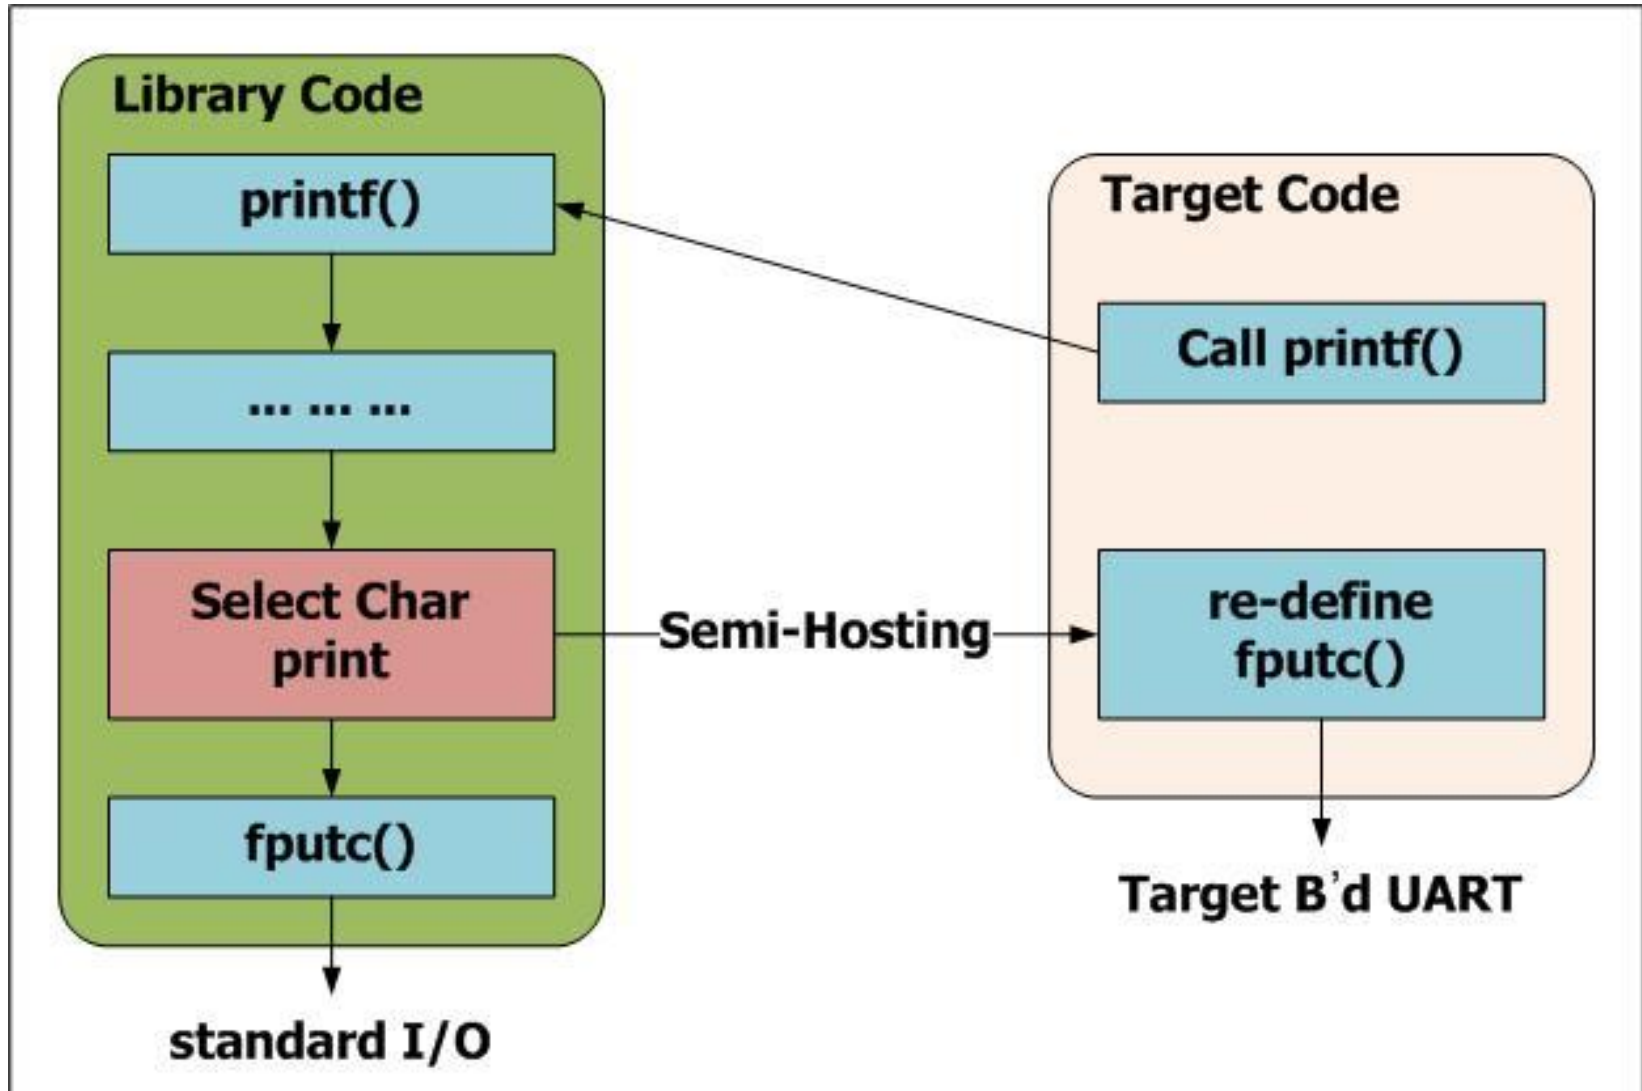 Library Code
printf()
... ... ...
Select Char
print
fputc()
standard I/O
Semi-Hosting
Target Code
Call printf()
re-define
fputc()
Target B'd UART